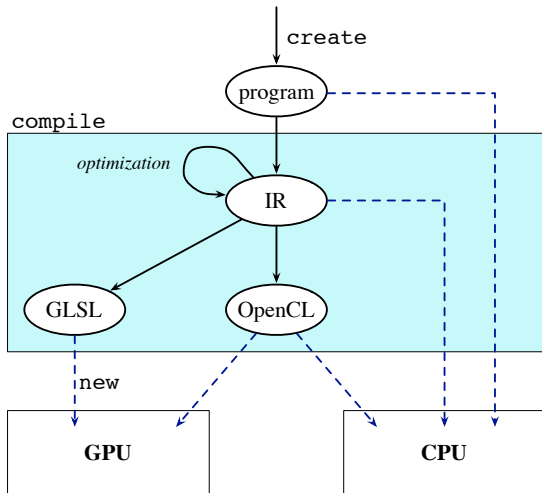 create
program
compile
optimization
IR
GLSL
OpenCL
new
GPU
CPU